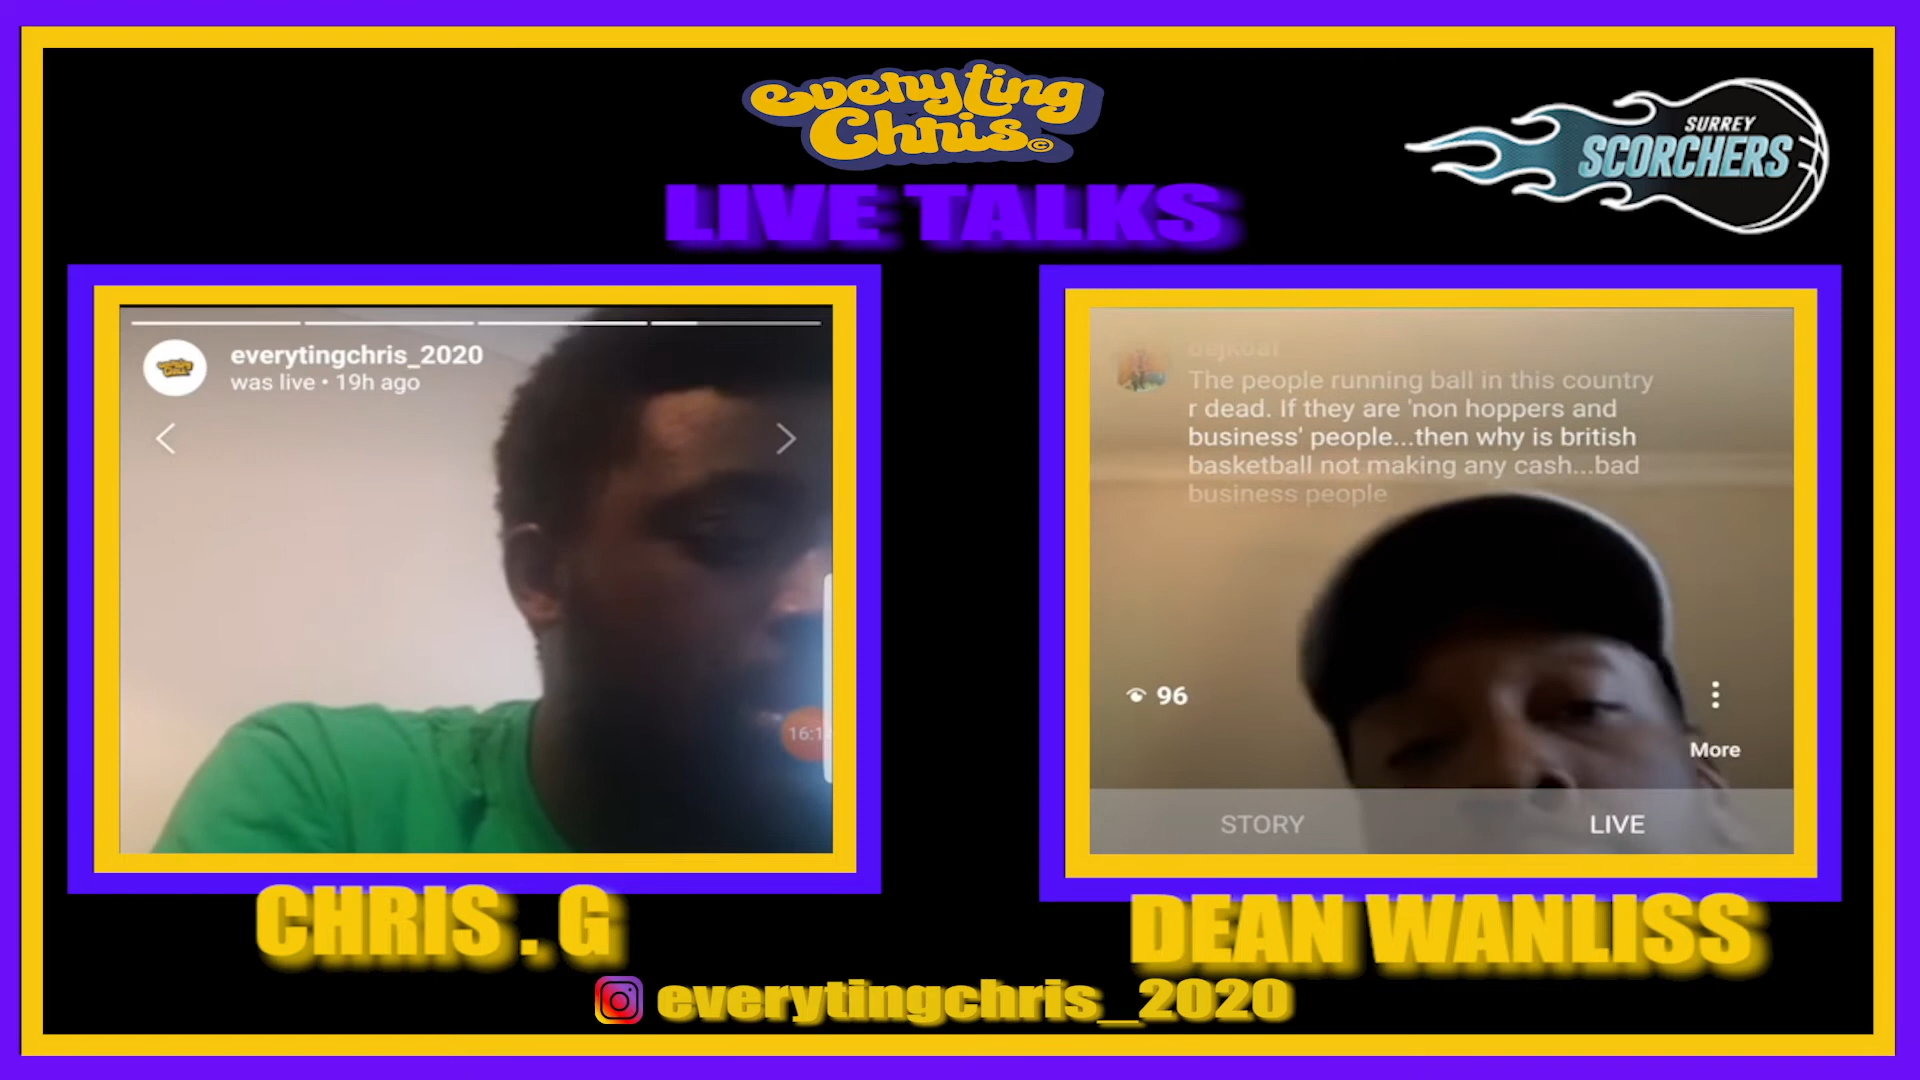 everyting
Chris ©
LIVE TALKS
SURREY
SCORCHERS
everytingchris_2020
was live • 19h ago
The people running ball in this country
r dead. If they are 'non hoppers and
business' people...then why is british
basketball not making any cash...bad
business people
96
More
STORY LIVE
CHRIS . G
DEAN WANLISS
everytingchris_2020